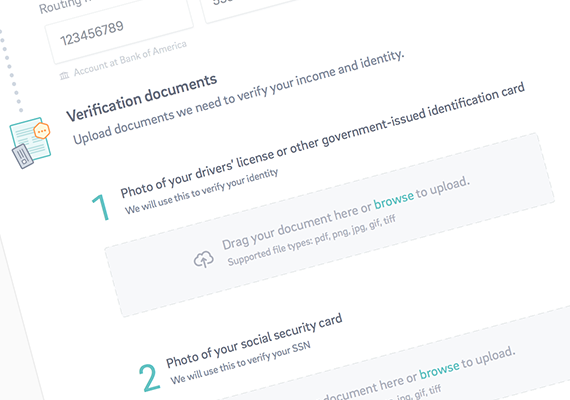 Routing
123456789
Account at Bank of America
Verification documents
Upload documents we need to verify your income and identity.
1
Photo of your drivers' license or other government-issued identification card
We will use this to verify your identity
Drag your document here or browse to upload.
Supported file types: pdf, png, jpg, gif, tiff
2
Photo of your social security card
We will use this to verify your SSN
document here or browse to upload.
jpg, gif, tiff